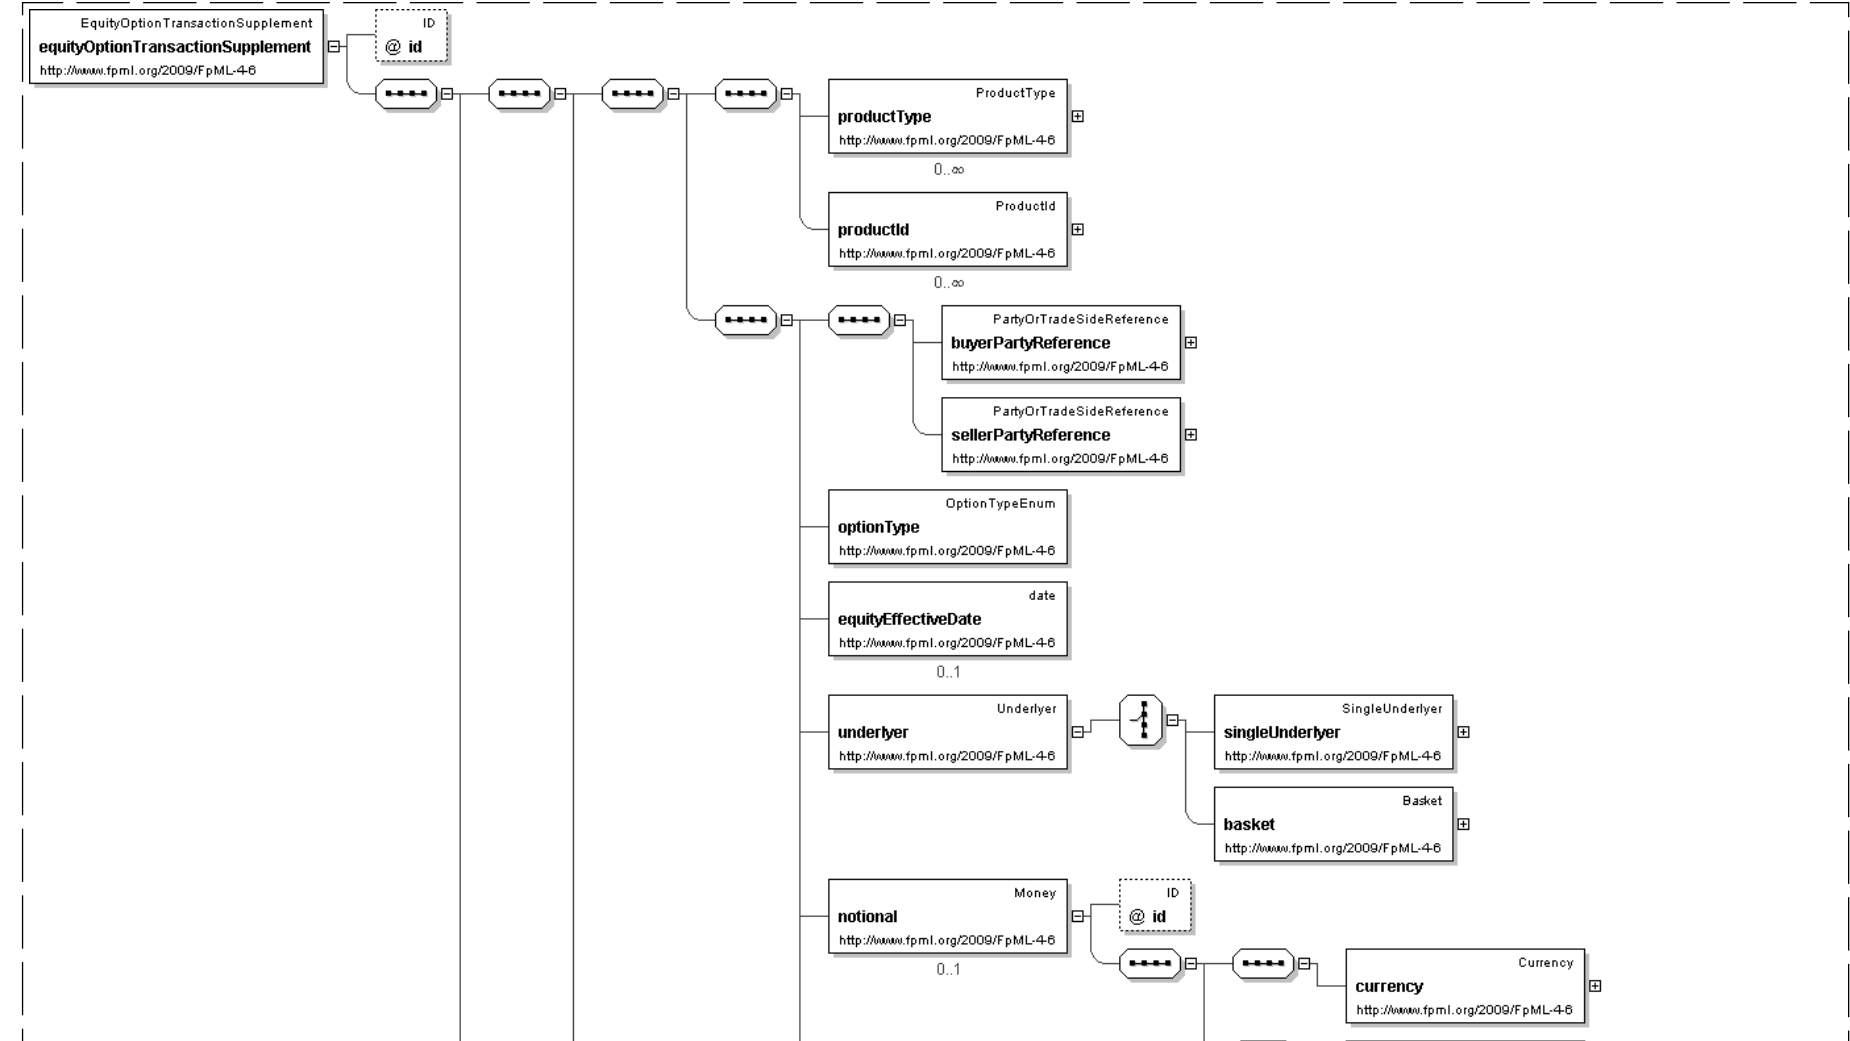 EquityOptionTransactionSupplement
equityOptionTransactionSupplement
http://www.fpml.org/2009/FpML-4-6
ID
@ id
ProductType
productType
http://www.fpml.org/2009/FpML-4-6
0..∞
ProductId
productId
http://www.fpml.org/2009/FpML-4-6
0..∞
PartyOrTradeSideReference
buyerPartyReference
http://www.fpml.org/2009/FpML-4-6
PartyOrTradeSideReference
sellerPartyReference
http://www.fpml.org/2009/FpML-4-6
OptionTypeEnum
optionType
http://www.fpml.org/2009/FpML-4-6
date
equityEffectiveDate
http://www.fpml.org/2009/FpML-4-6
0..1
Underlyer
underlyer
http://www.fpml.org/2009/FpML-4-6
SingleUnderlyer
singleUnderlyer
http://www.fpml.org/2009/FpML-4-6
Basket
basket
http://www.fpml.org/2009/FpML-4-6
Money
notional
http://www.fpml.org/2009/FpML-4-6
0..1
ID
@ id
Currency
currency
http://www.fpml.org/2009/FpML-4-6